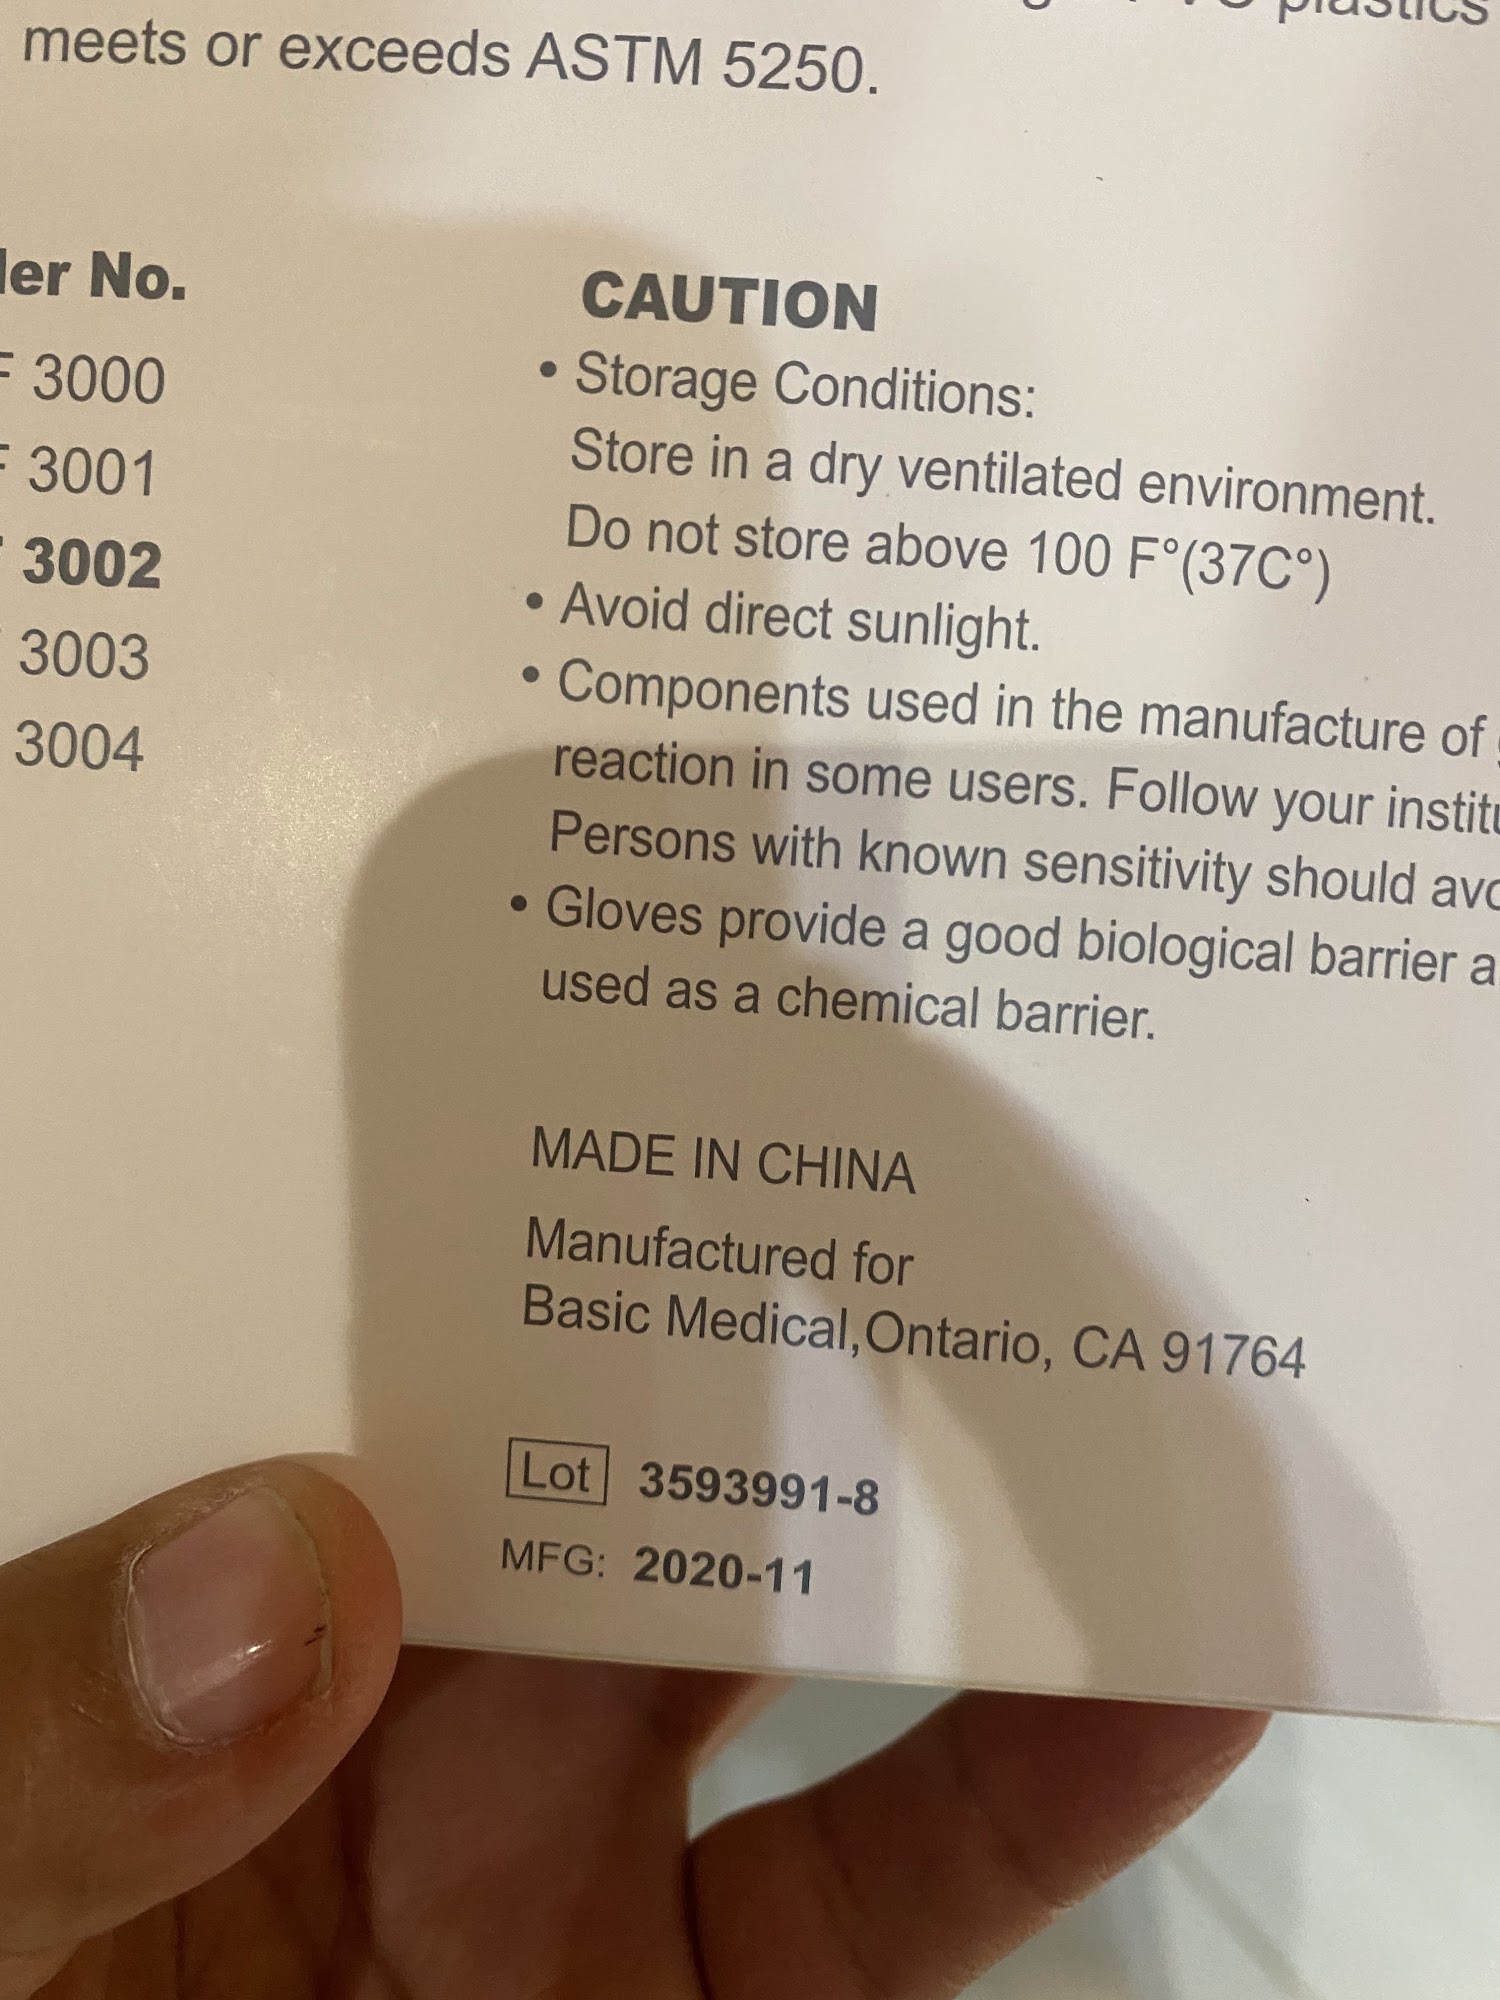 plastics
meets or exceeds ASTM 5250.
No.
3000
3001
3002
3003
3004
CAUTION
• Storage Conditions:
Store in a dry ventilated environment.
Do not store above 100 F°(37C°)
• Avoid direct sunlight.
• Components used in the manufacture of
reaction in some users. Follow your
Persons with known sensitivity should
• Gloves provide a good biological barrier
used as a chemical barrier.
MADE IN CHINA
Manufactured for
Basic Medical,Ontario, CA 91764
Lot 3593991-8
MFG: 2020-11